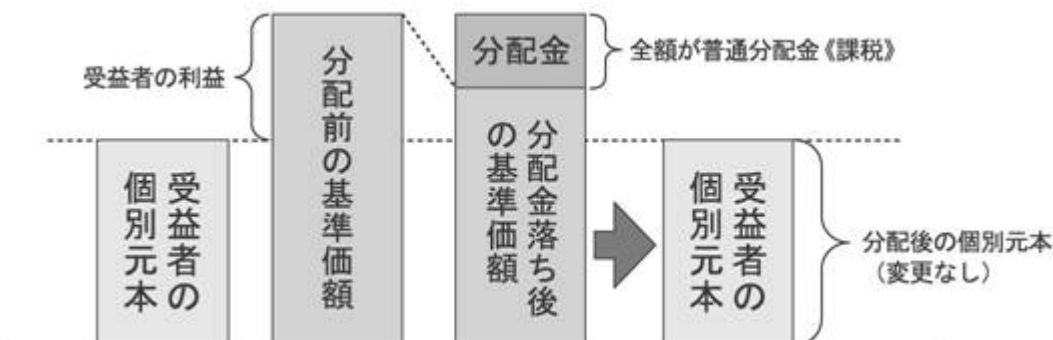 受益者の利益
分配前の基準価額
分配金
全額が普通分配金《課税》
受益者の
個別元本
分配金落ち後
の基準価額
受益者の
個別元本
分配後の個別元本
(変更なし)